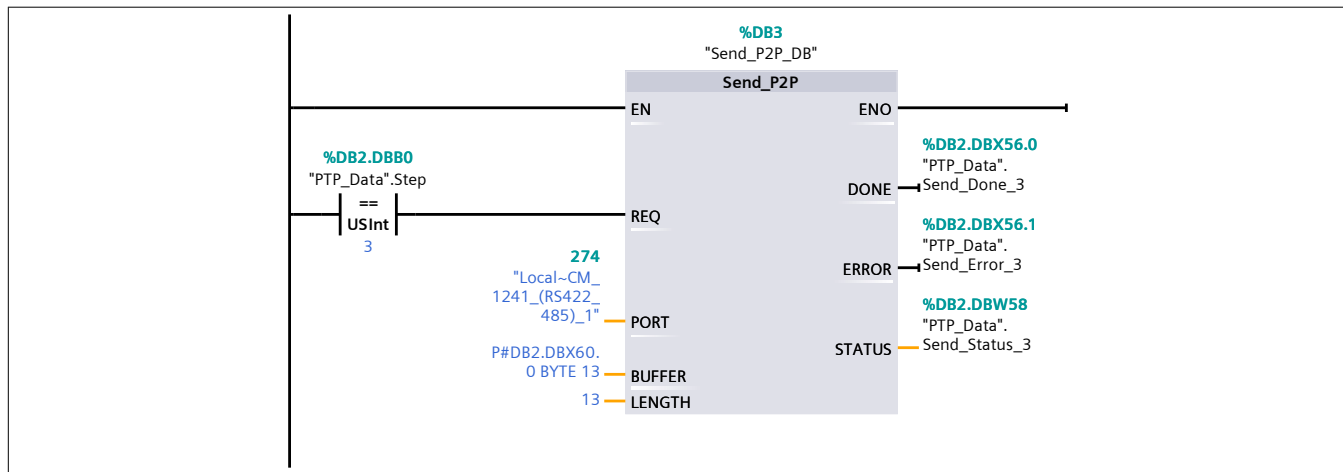 %DB3
"Send_P2P_DB"
Send_P2P
EN
ENO
%DB2.DBB0
"PTP_Data".Step
==
USInt
3
REQ
%DB2.DBX56.0
"PTP_Data".
Send_Done_3
DONE
%DB2.DBX56.1
"PTP_Data".
Send_Error_3
ERROR
274
"Local~CM_
1241_(RS422_
485)_1"
PORT
%DB2.DBW58
"PTP_Data".
Send_Status_3
STATUS
P#DB2.DBX60.
0 BYTE 13
BUFFER
13
LENGTH